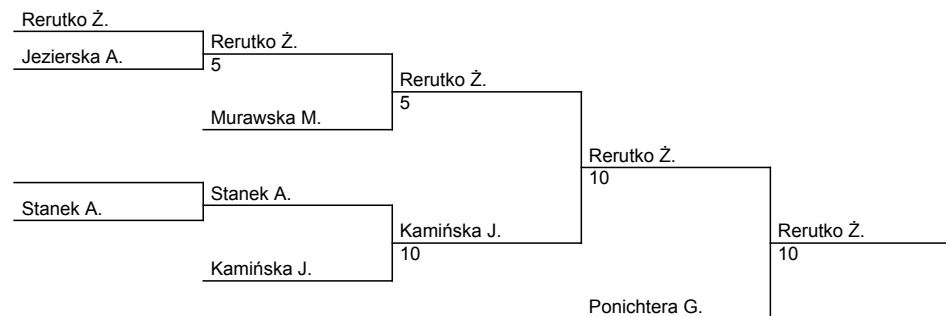 Rerutko Ż.
Jezierska A.
Rerutko Ż.
5
Murawska M.
Rerutko Ż.
5
Stanek A.
Stanek A.
Kamińska J.
Kamińska J.
10
Rerutko Ż.
10
Ponichtera G.
Rerutko Ż.
10